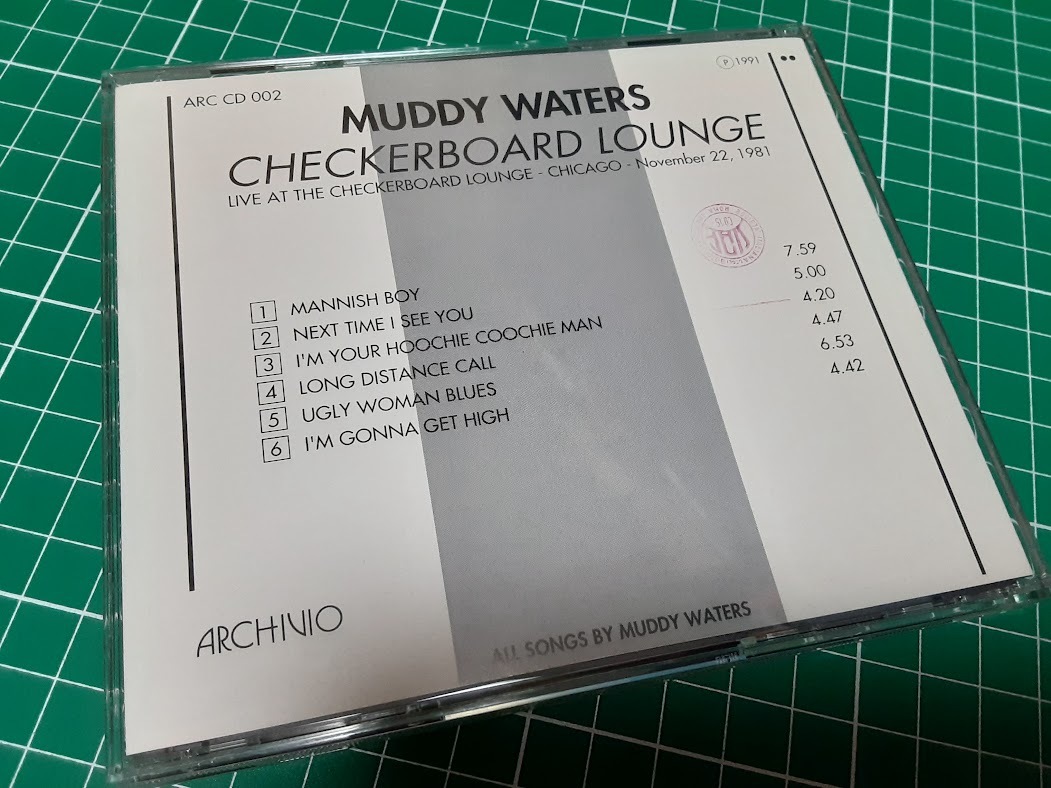 ARC CD 002
Ⓟ 1991
MUDDY WATERS
CHECKERBOARD LOUNGE
LIVE AT THE CHECKERBOARD LOUNGE - CHICAGO - November 22, 1981
1 MANNISH BOY 7.59
2 NEXT TIME I SEE YOU 5.00
3 I'M YOUR HOOCHIE COOCHIE MAN 4.20
4 LONG DISTANCE CALL 4.47
5 UGLY WOMAN BLUES 6.53
6 I'M GONNA GET HIGH 4.42
ARCHIVIO
ALL SONGS BY MUDDY WATERS